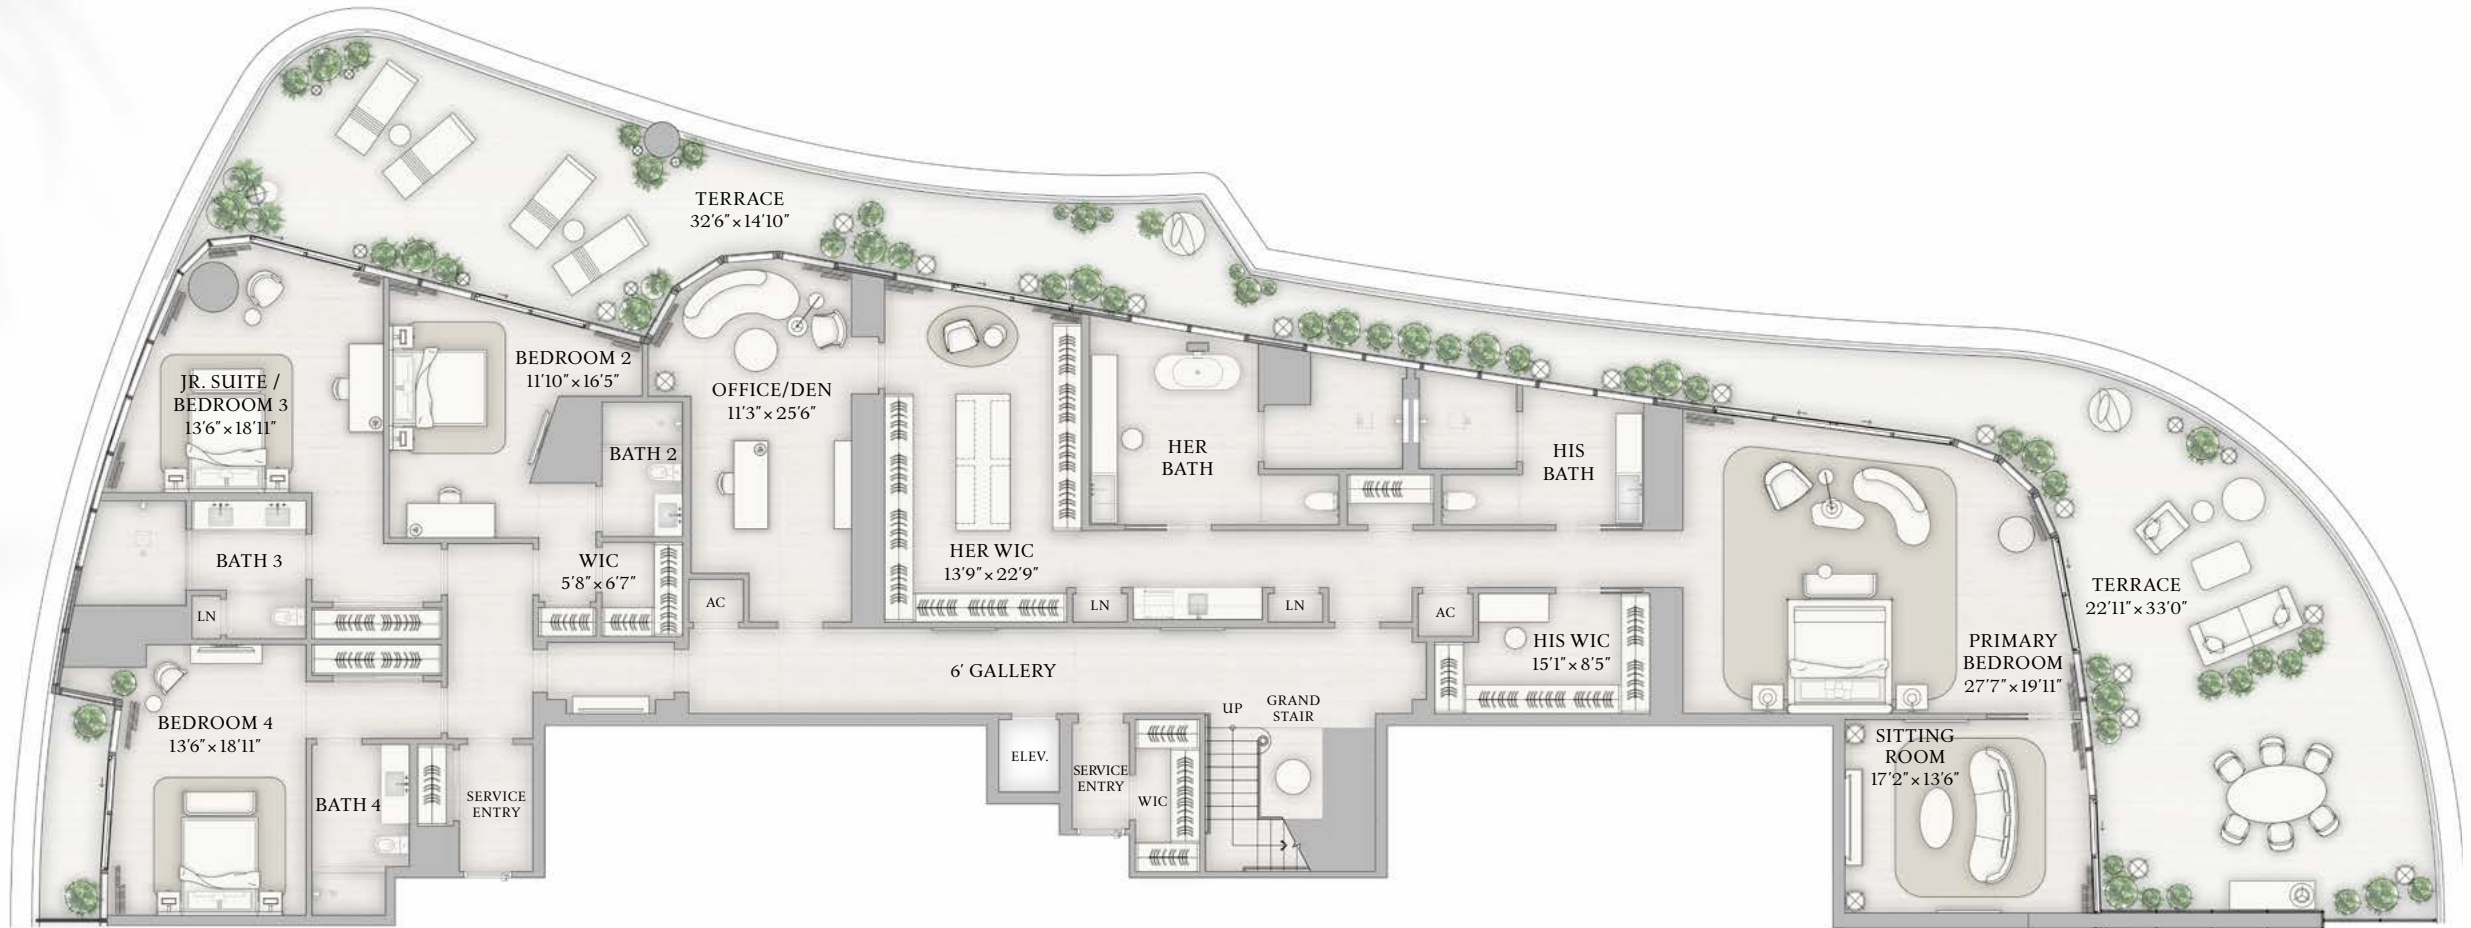 TERRACE
32'6"×14'10"
JR. SUITE /
BEDROOM 3
13'6"×18'11"
BEDROOM 2
11'10"×16'5"
OFFICE/DEN
11'3"×25'6"
BATH 2
HER
BATH
HIS
BATH
BATH 3
WIC
5'8"×6'7"
HER WIC
13'9"×22'9"
LN
AC
LN
LN
AC
HIS WIC
15'1"×8'5"
TERRACE
22'11"×33'0"
PRIMARY
BEDROOM
27'7"×19'11"
6' GALLERY
BEDROOM 4
13'6"×18'11"
UP
GRAND
STAIR
ELEV.
SERVICE
ENTRY
SITTING
ROOM
17'2"×13'6"
BATH 4
SERVICE
ENTRY
WIC